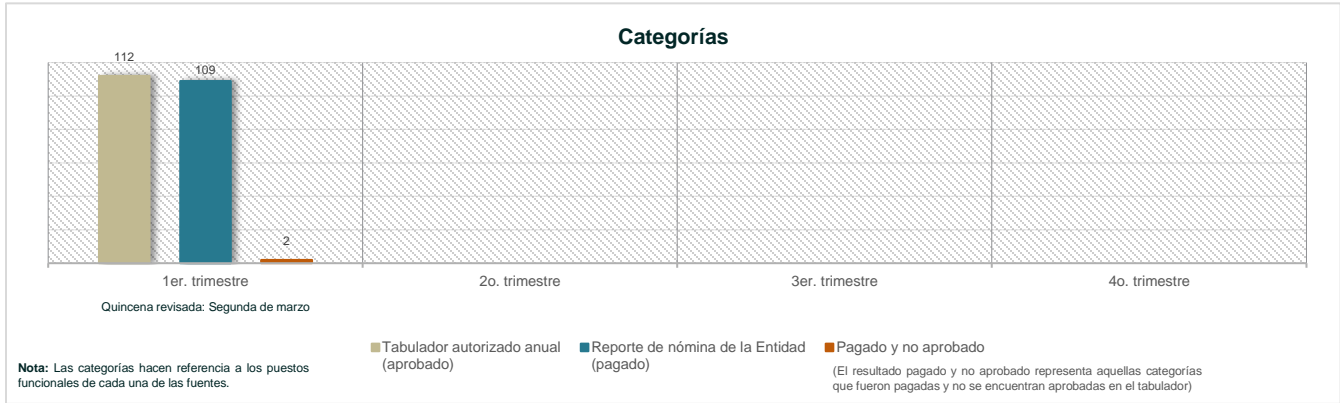 Categorías
112
109
2
1er. trimestre
2o. trimestre
3er. trimestre
4o. trimestre
Quincena revisada: Segunda de marzo
Tabulador autorizado anual
(aprobado)
Reporte de nómina de la Entidad
(pagado)
Pagado y no aprobado
(El resultado pagado y no aprobado representa aquellas categorías
que fueron pagadas y no se encuentran aprobadas en el tabulador)
Nota: Las categorías hacen referencia a los puestos
funcionales de cada una de las fuentes.